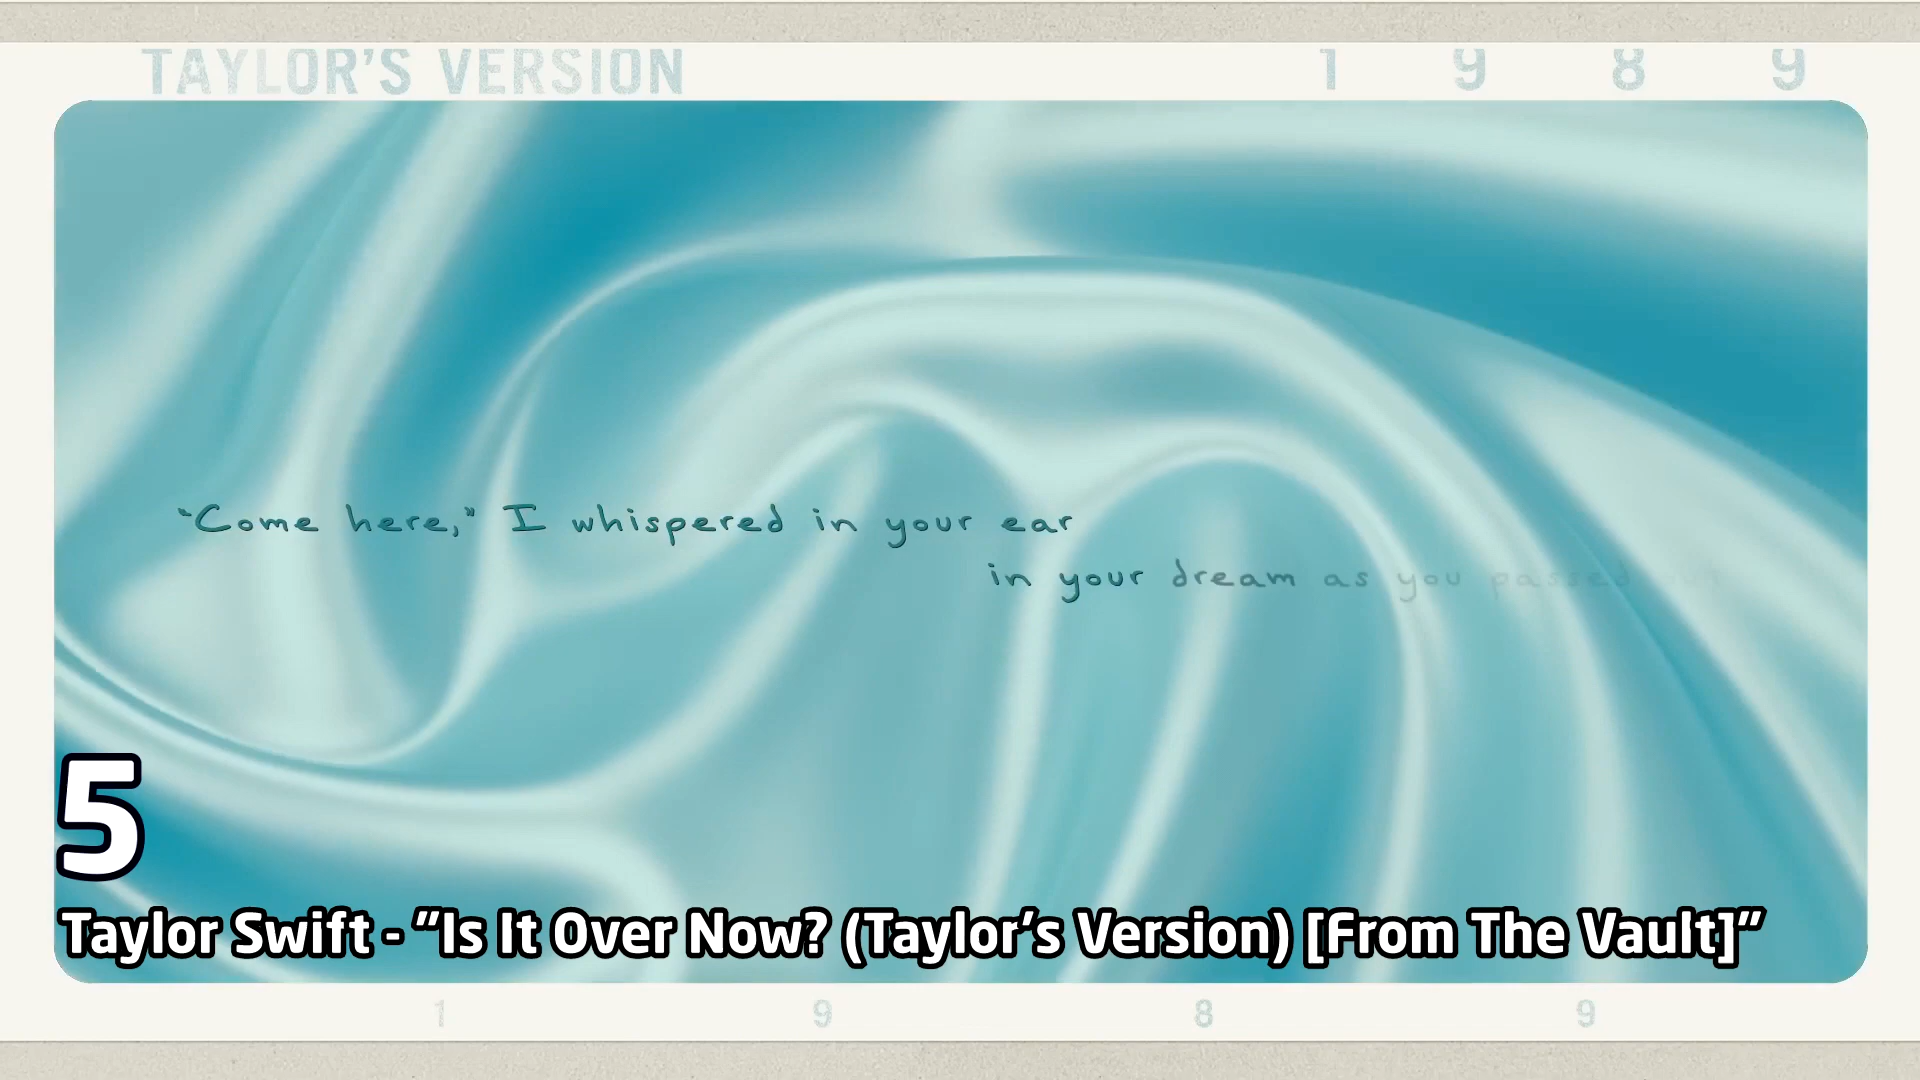 TAYLOR'S VERSION 1 9 8 9
“Come here,” I whispered in your ear
in your dream as you passed
5
Taylor Swift - “Is It Over Now? (Taylor’s Version) [From The Vault]”
1 9 8 9